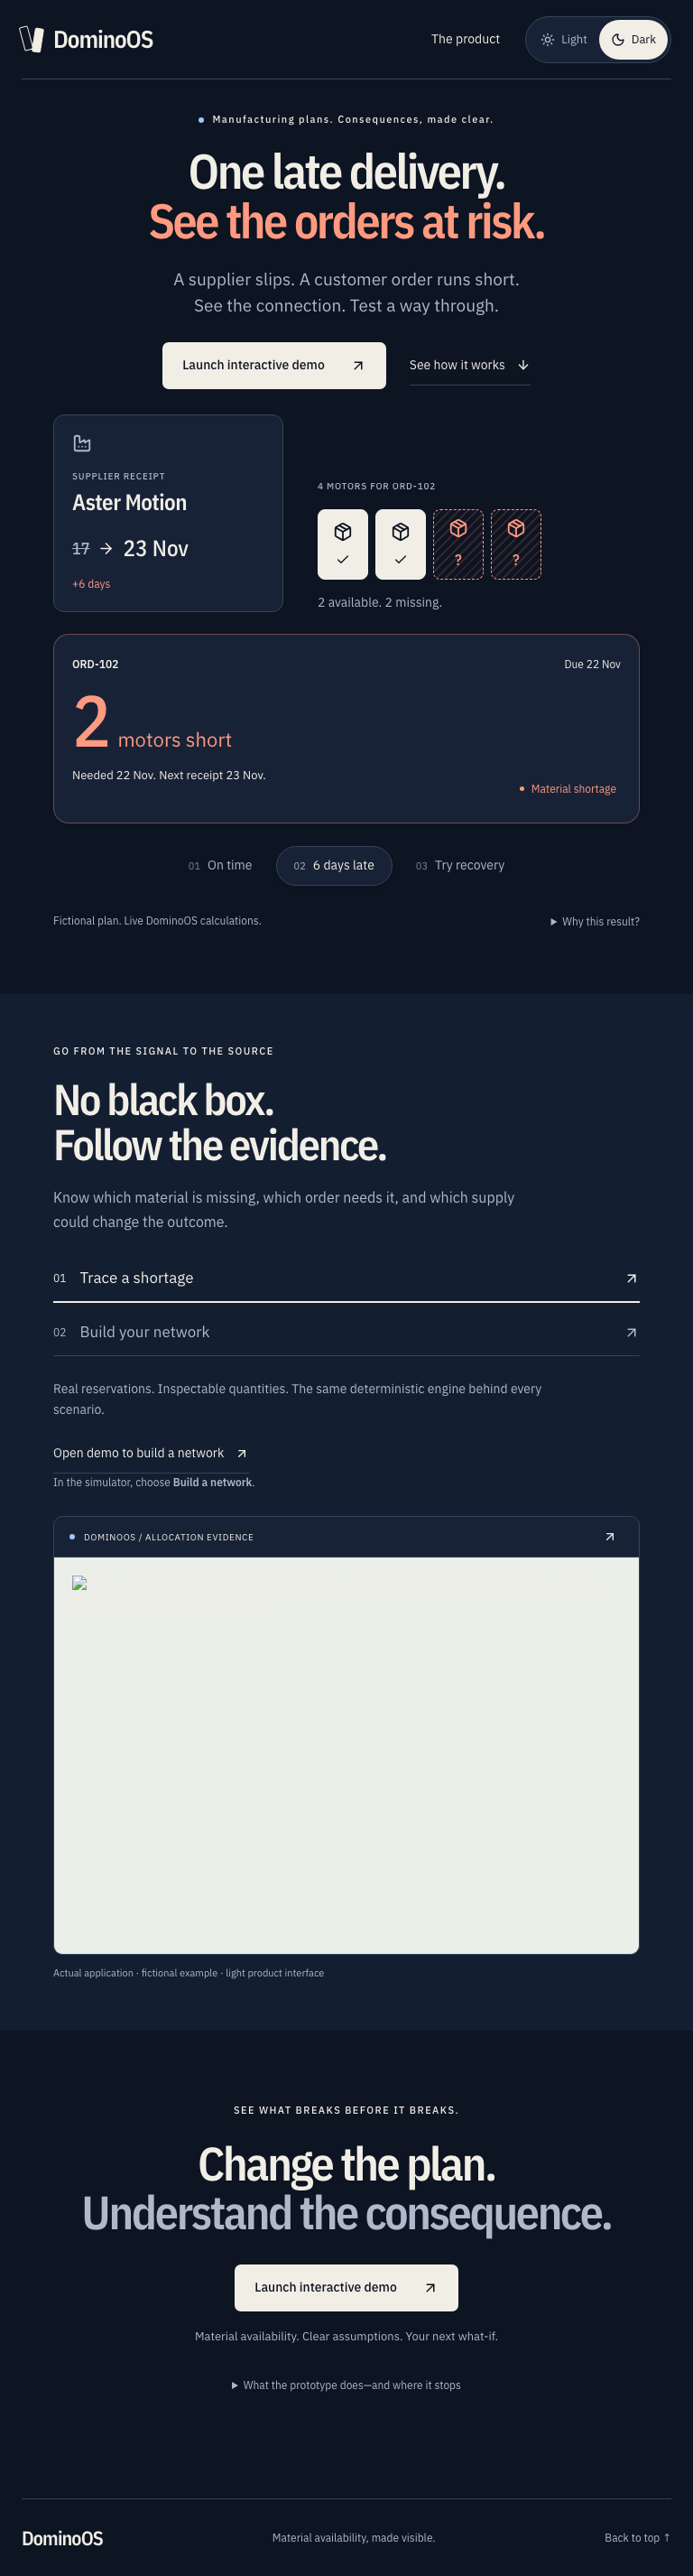 DominoOS
The product
Light
Dark
Manufacturing plans. Consequences, made clear.
One late delivery.
See the orders at risk.
A supplier slips. A customer order runs short.
See the connection. Test a way through.
Launch interactive demo
See how it works
SUPPLIER RECEIPT
Aster Motion
17 → 23 Nov
+6 days
4 MOTORS FOR ORD-102
? ?
2 available. 2 missing.
ORD-102
Due 22 Nov
2 motors short
Needed 22 Nov. Next receipt 23 Nov.
Material shortage
01 On time
02 6 days late
03 Try recovery
Fictional plan. Live DominoOS calculations.
Why this result?
GO FROM THE SIGNAL TO THE SOURCE
No black box.
Follow the evidence.
Know which material is missing, which order needs it, and which supply
could change the outcome.
01 Trace a shortage
02 Build your network
Real reservations. Inspectable quantities. The same deterministic engine behind every
scenario.
Open demo to build a network
In the simulator, choose Build a network.
DOMINOOS / ALLOCATION EVIDENCE
Actual application · fictional example · light product interface
SEE WHAT BREAKS BEFORE IT BREAKS.
Change the plan.
Understand the consequence.
Launch interactive demo
Material availability. Clear assumptions. Your next what-if.
What the prototype does—and where it stops
DominoOS
Material availability, made visible.
Back to top ↑